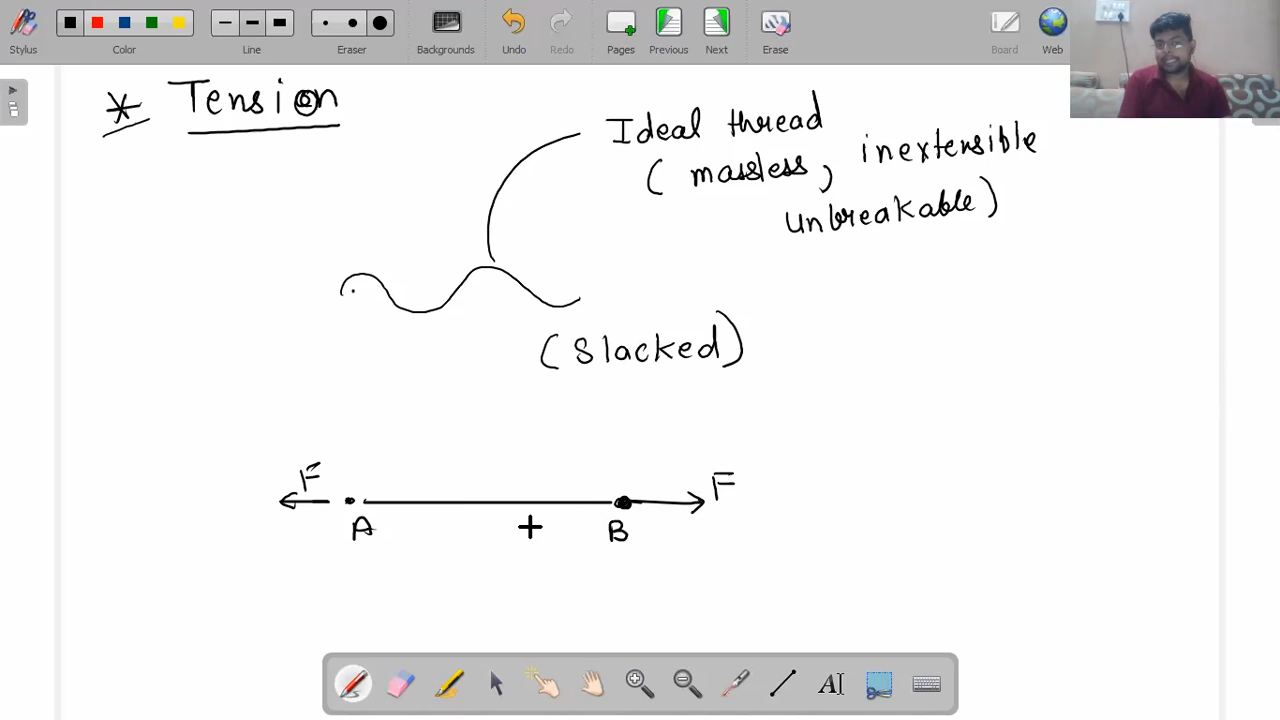 Stylus
Color
Line
Eraser
Backgrounds
Undo
Redo
Pages
Previous
Next
Erase
Board
Web
* Tension
Ideal thread
( massless, inextensible
unbreakable)
(Slacked)
F
F
A
B
AI